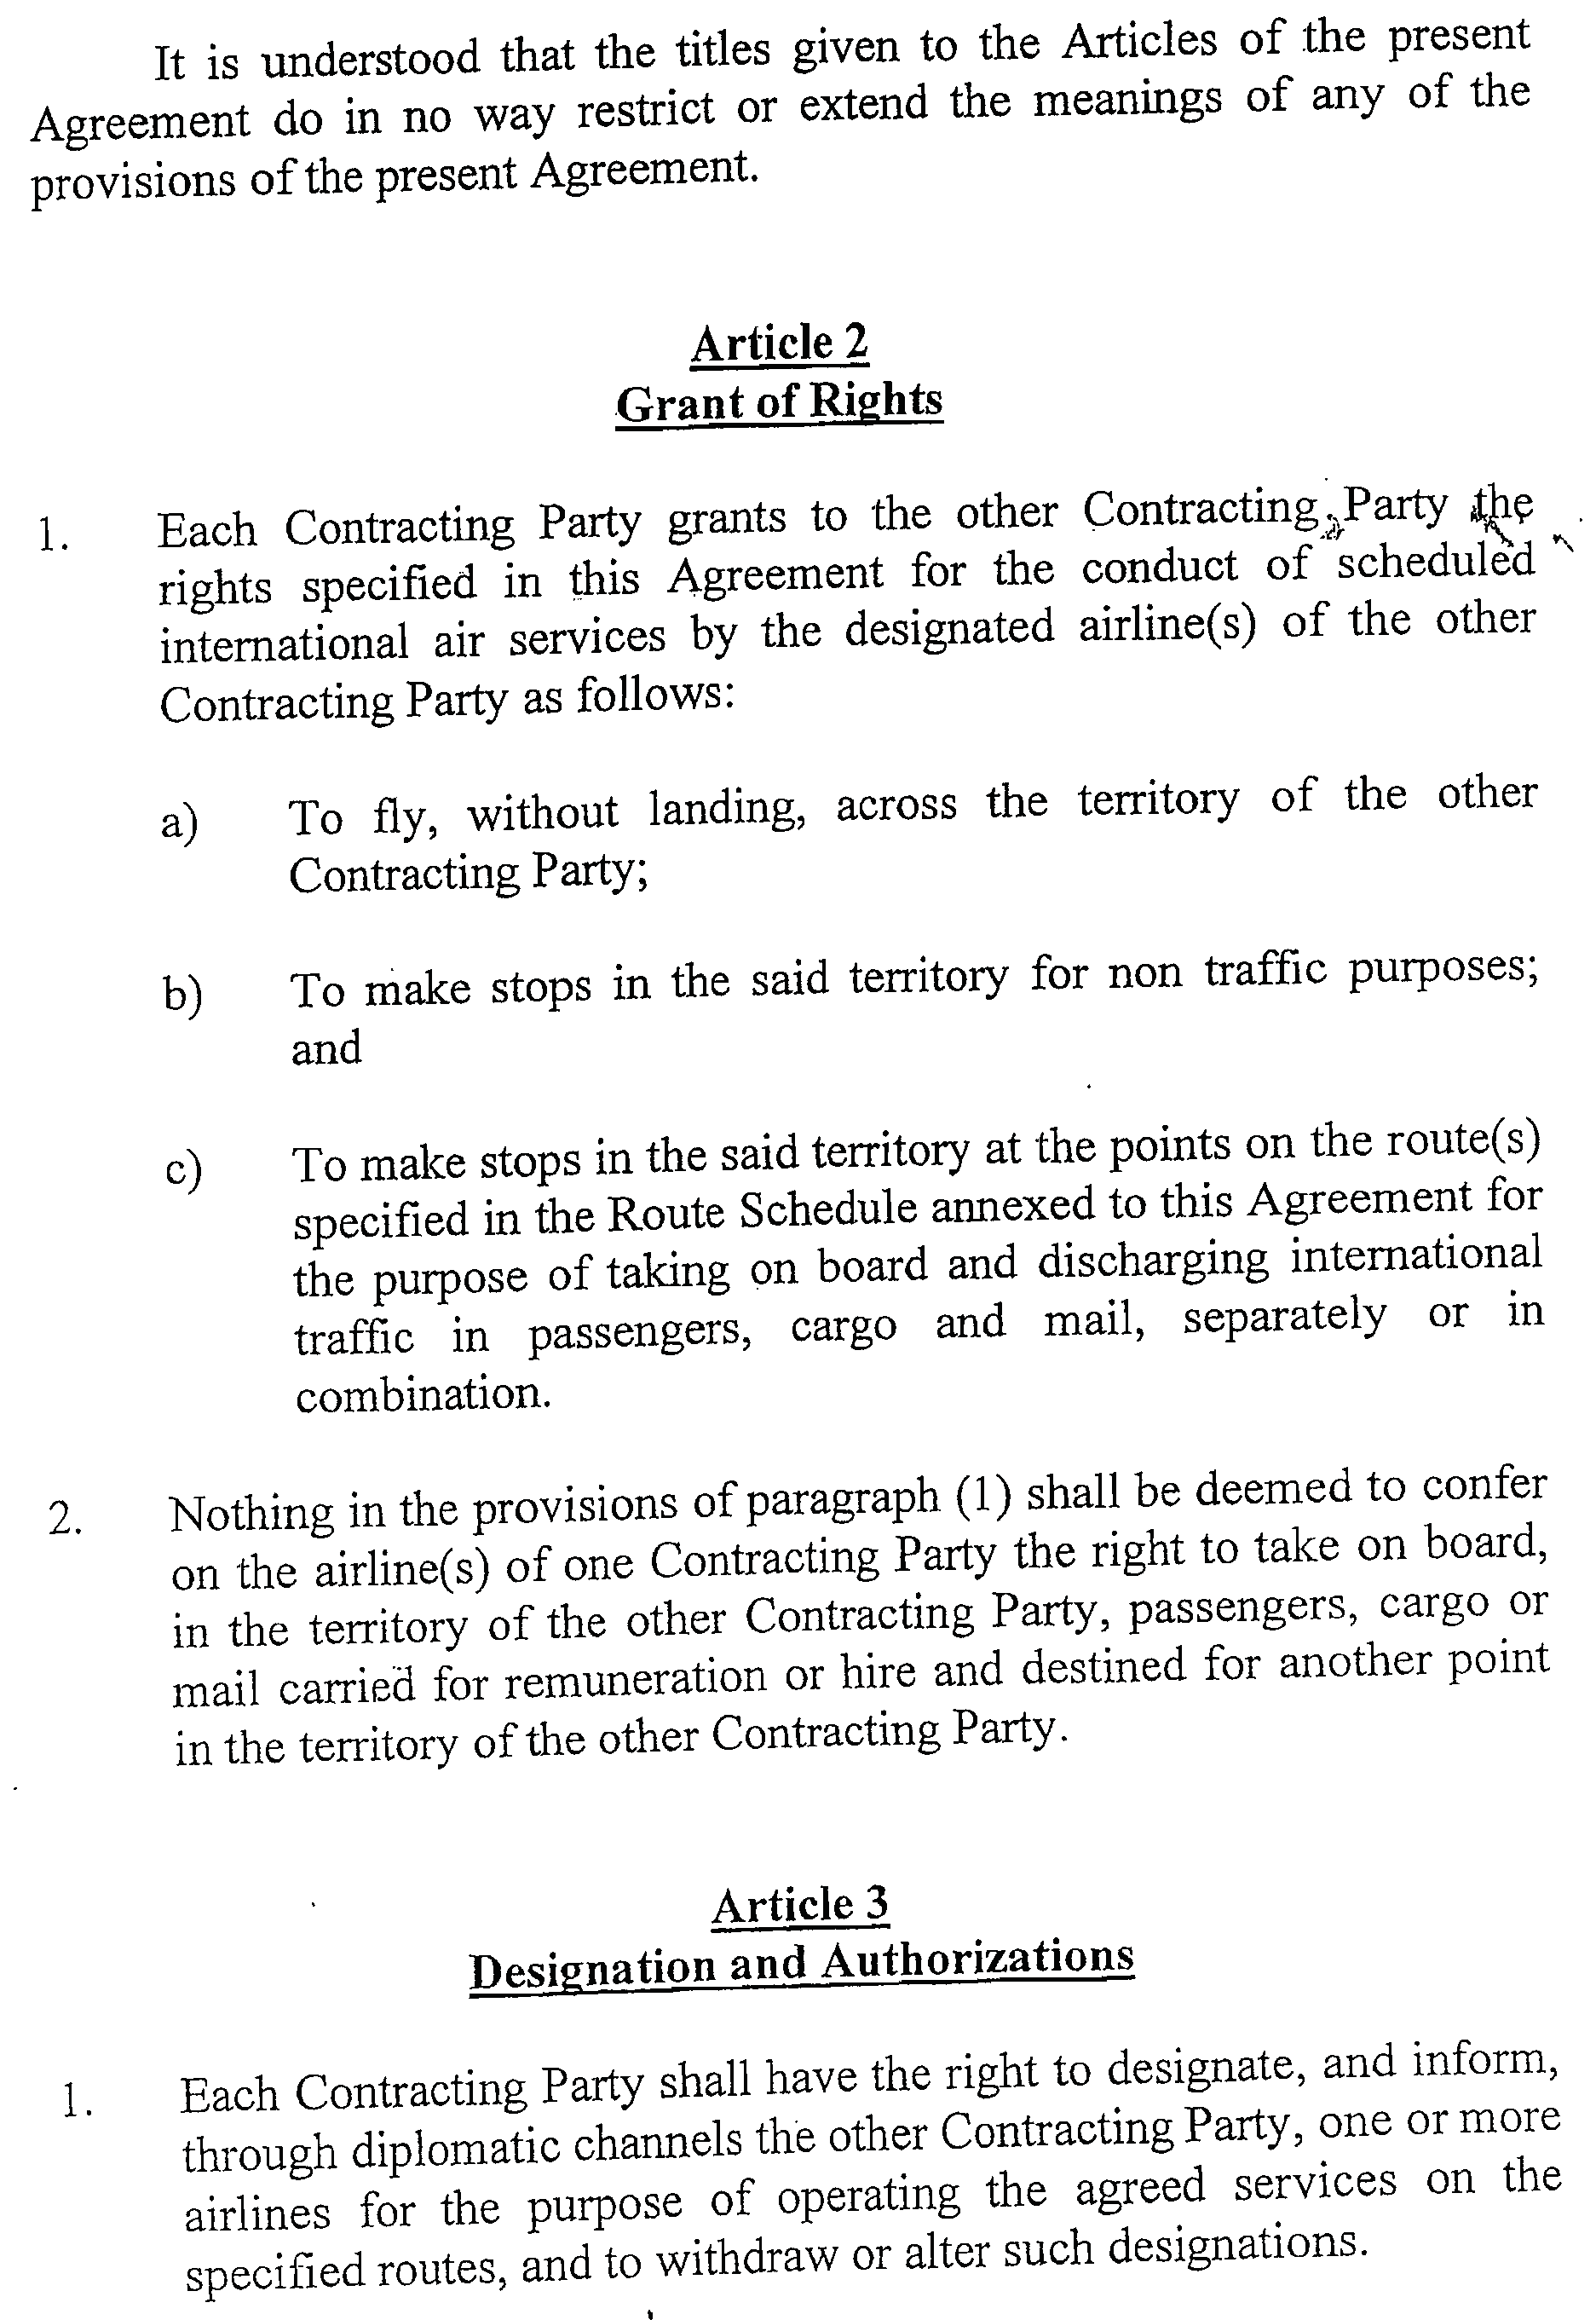 It is understood that the titles given to the Articles of the present
Agreement do in no way restrict or extend the meanings of any of the
provisions of the present Agreement.
Article 2
Grant of Rights
1. Each Contracting Party grants to the other Contracting Party the
rights specified in this Agreement for the conduct of scheduled
international air services by the designated airline(s) of the other
Contracting Party as follows:
a) To fly, without landing, across the territory of the other
Contracting Party;
b) To make stops in the said territory for non traffic purposes;
and
c) To make stops in the said territory at the points on the route(s)
specified in the Route Schedule annexed to this Agreement for
the purpose of taking on board and discharging international
traffic in passengers, cargo and mail, separately or in
combination.
2. Nothing in the provisions of paragraph (1) shall be deemed to confer
on the airline(s) of one Contracting Party the right to take on board,
in the territory of the other Contracting Party, passengers, cargo or
mail carried for remuneration or hire and destined for another point
in the territory of the other Contracting Party.
Article 3
Designation and Authorizations
1. Each Contracting Party shall have the right to designate, and inform,
through diplomatic channels the other Contracting Party, one or more
airlines for the purpose of operating the agreed services on the
specified routes, and to withdraw or alter such designations.